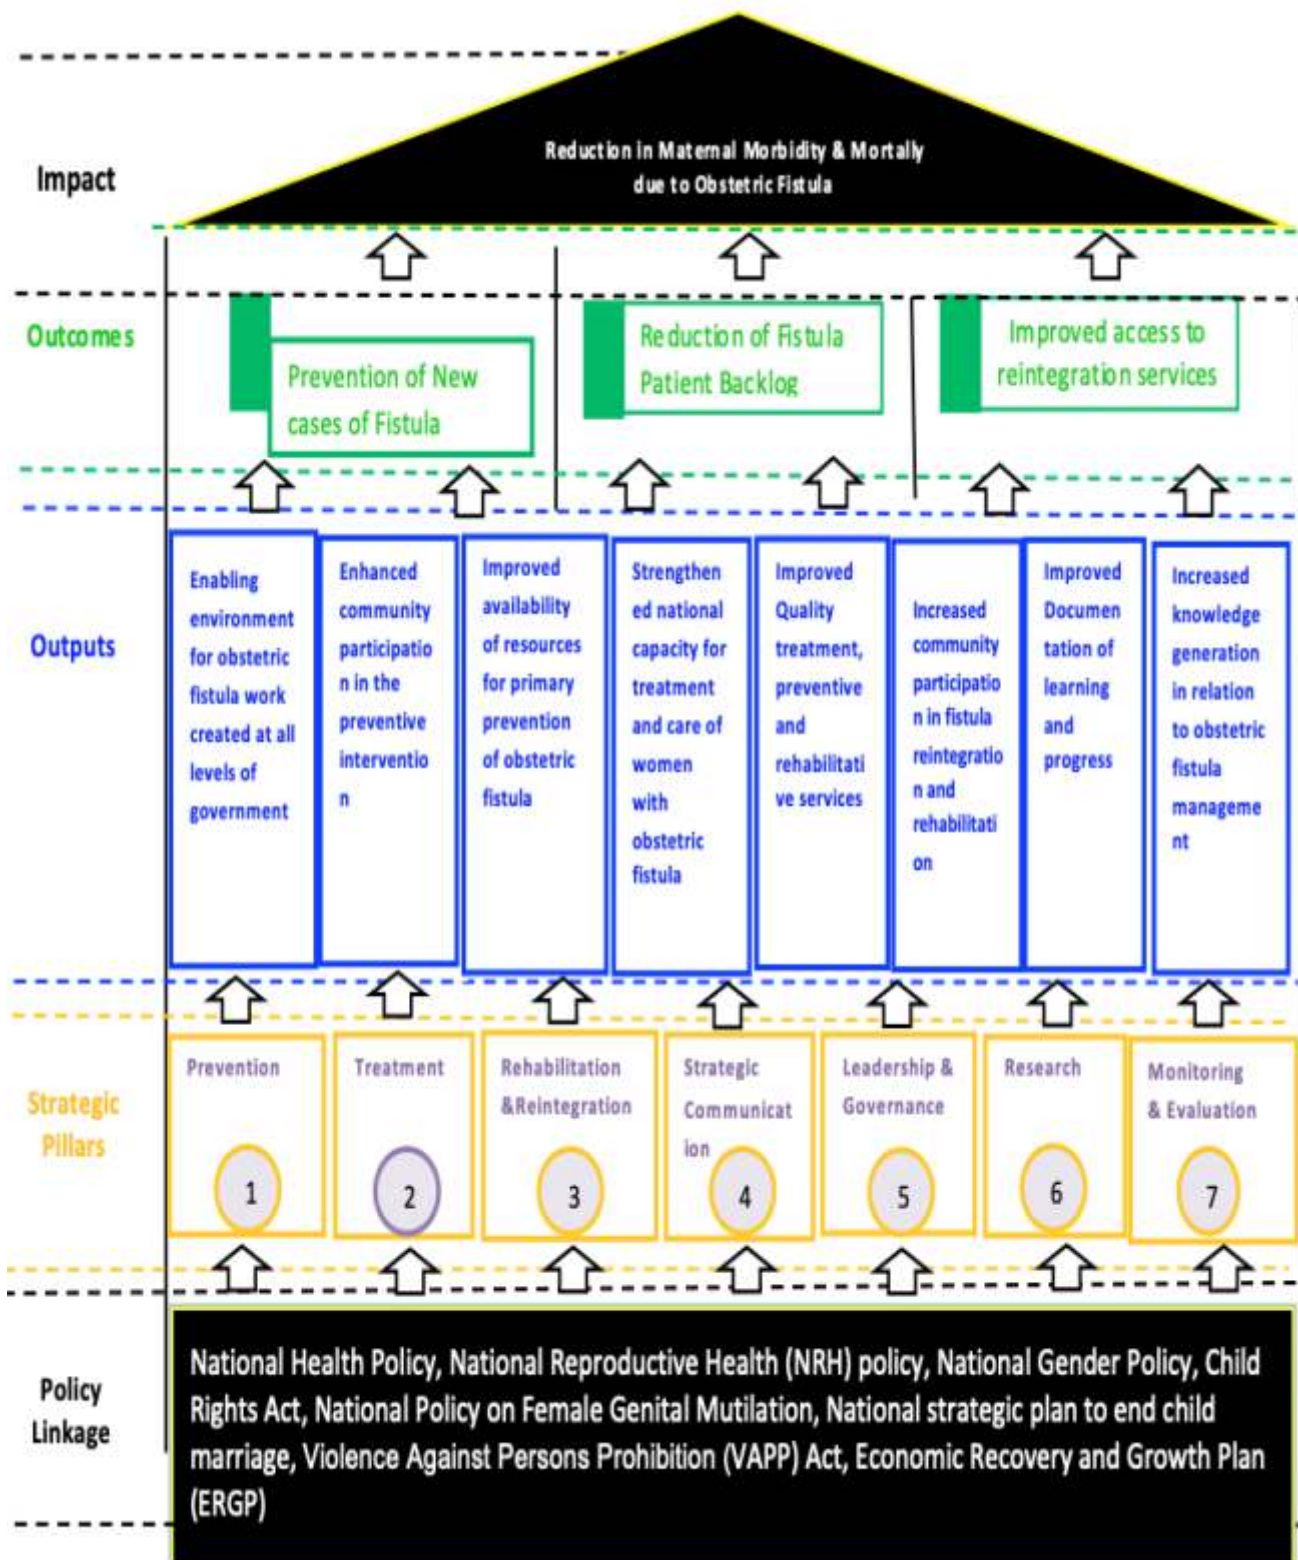 Impact
Reduction in Maternal Morbidity & Mortally
due to Obstetric Fistula
Outcomes
Prevention of New
cases of Fistula
Reduction of Fistula
Patient Backlog
Improved access to
reintegration services
Outputs
Enabling
environment
for obstetric
fistula work
created at all
levels of
government
Enhanced
community
participatio
n in the
preventive
interventio
n
Improved
availability
of resources
for primary
prevention
of obstetric
fistula
Strengthen
ed national
capacity for
treatment
and care of
women
with
obstetric
fistula
Improved
Quality
treatment,
preventive
and
rehabilitati
ve services
Increased
community
participatio
n in fistula
reintegratio
n and
rehabilitati
on
Improved
Documen
tation of
learning
and
progress
Increased
knowledge
generation
in relation
to obstetric
fistula
manageme
nt
Strategic
Pillars
Prevention
1
Treatment
2
Rehabilitation
&Reintegration
3
Strategic
Communicat
ion
4
Leadership &
Governance
5
Research
6
Monitoring
& Evaluation
7
Policy
Linkage
National Health Policy, National Reproductive Health (NRH) policy, National Gender Policy, Child
Rights Act, National Policy on Female Genital Mutilation, National strategic plan to end child
marriage, Violence Against Persons Prohibition (VAPP) Act, Economic Recovery and Growth Plan
(ERGP)